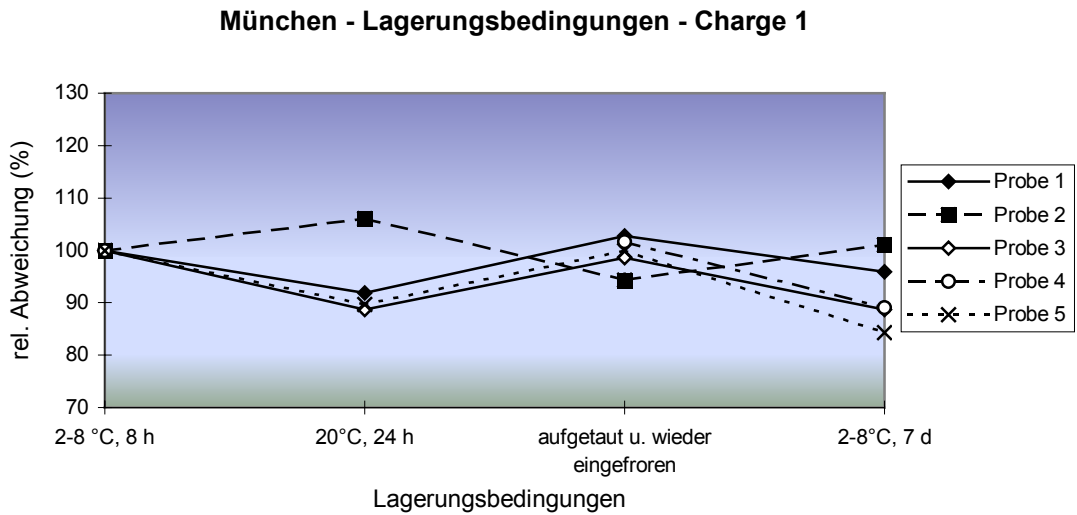 München - Lagerungsbedingungen - Charge 1
rel. Abweichung (%)
130
120
110
100
90
80
70
2-8 °C, 8 h
20°C, 24 h
aufgetaut u. wieder
eingefroren
2-8°C, 7 d
Lagerungsbedingungen
Probe 1
Probe 2
Probe 3
Probe 4
Probe 5